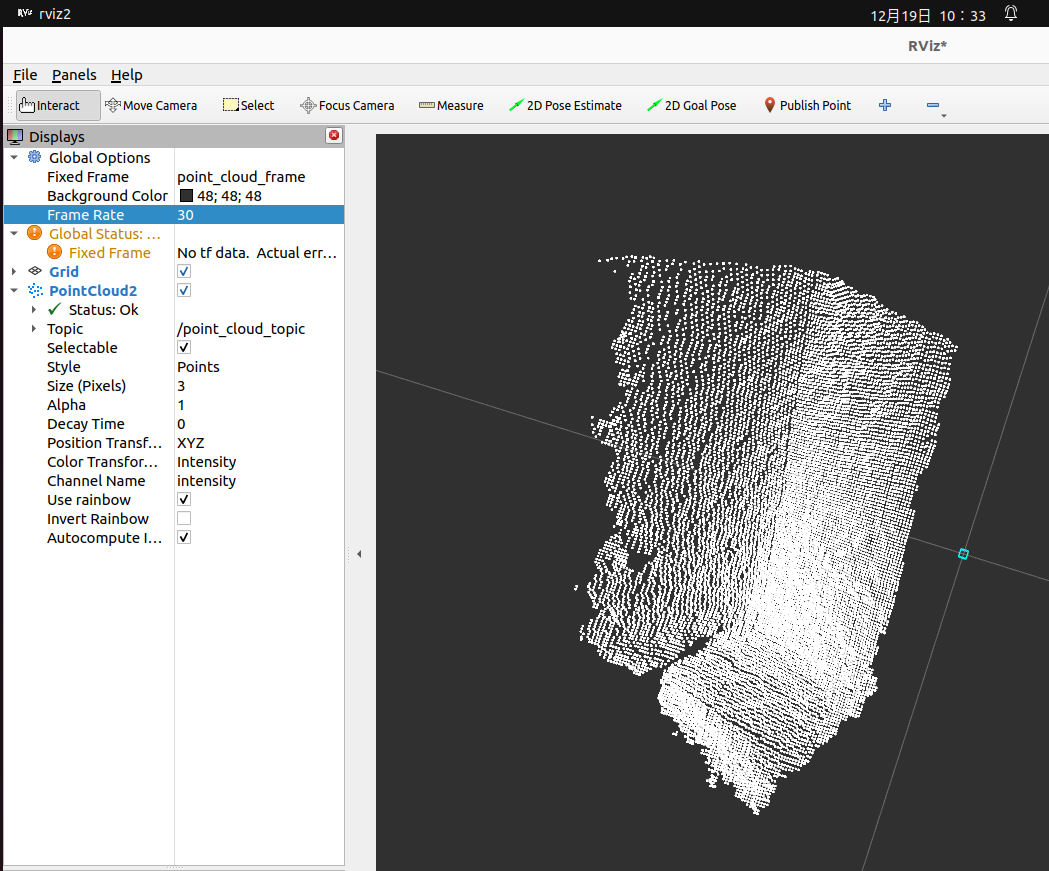 RViz rviz2
12月19日 10：33
RViz*
File Panels Help
Interact Move Camera Select Focus Camera Measure 2D Pose Estimate 2D Goal Pose Publish Point
Displays
Global Options
Fixed Frame point_cloud_frame
Background Color 48; 48; 48
Frame Rate 30
Global Status: ...
Fixed Frame No tf data. Actual err...
Grid
PointCloud2
Status: Ok
Topic /point_cloud_topic
Selectable
Style Points
Size (Pixels) 3
Alpha 1
Decay Time 0
Position Transf... XYZ
Color Transfor... Intensity
Channel Name intensity
Use rainbow
Invert Rainbow
Autocompute I...